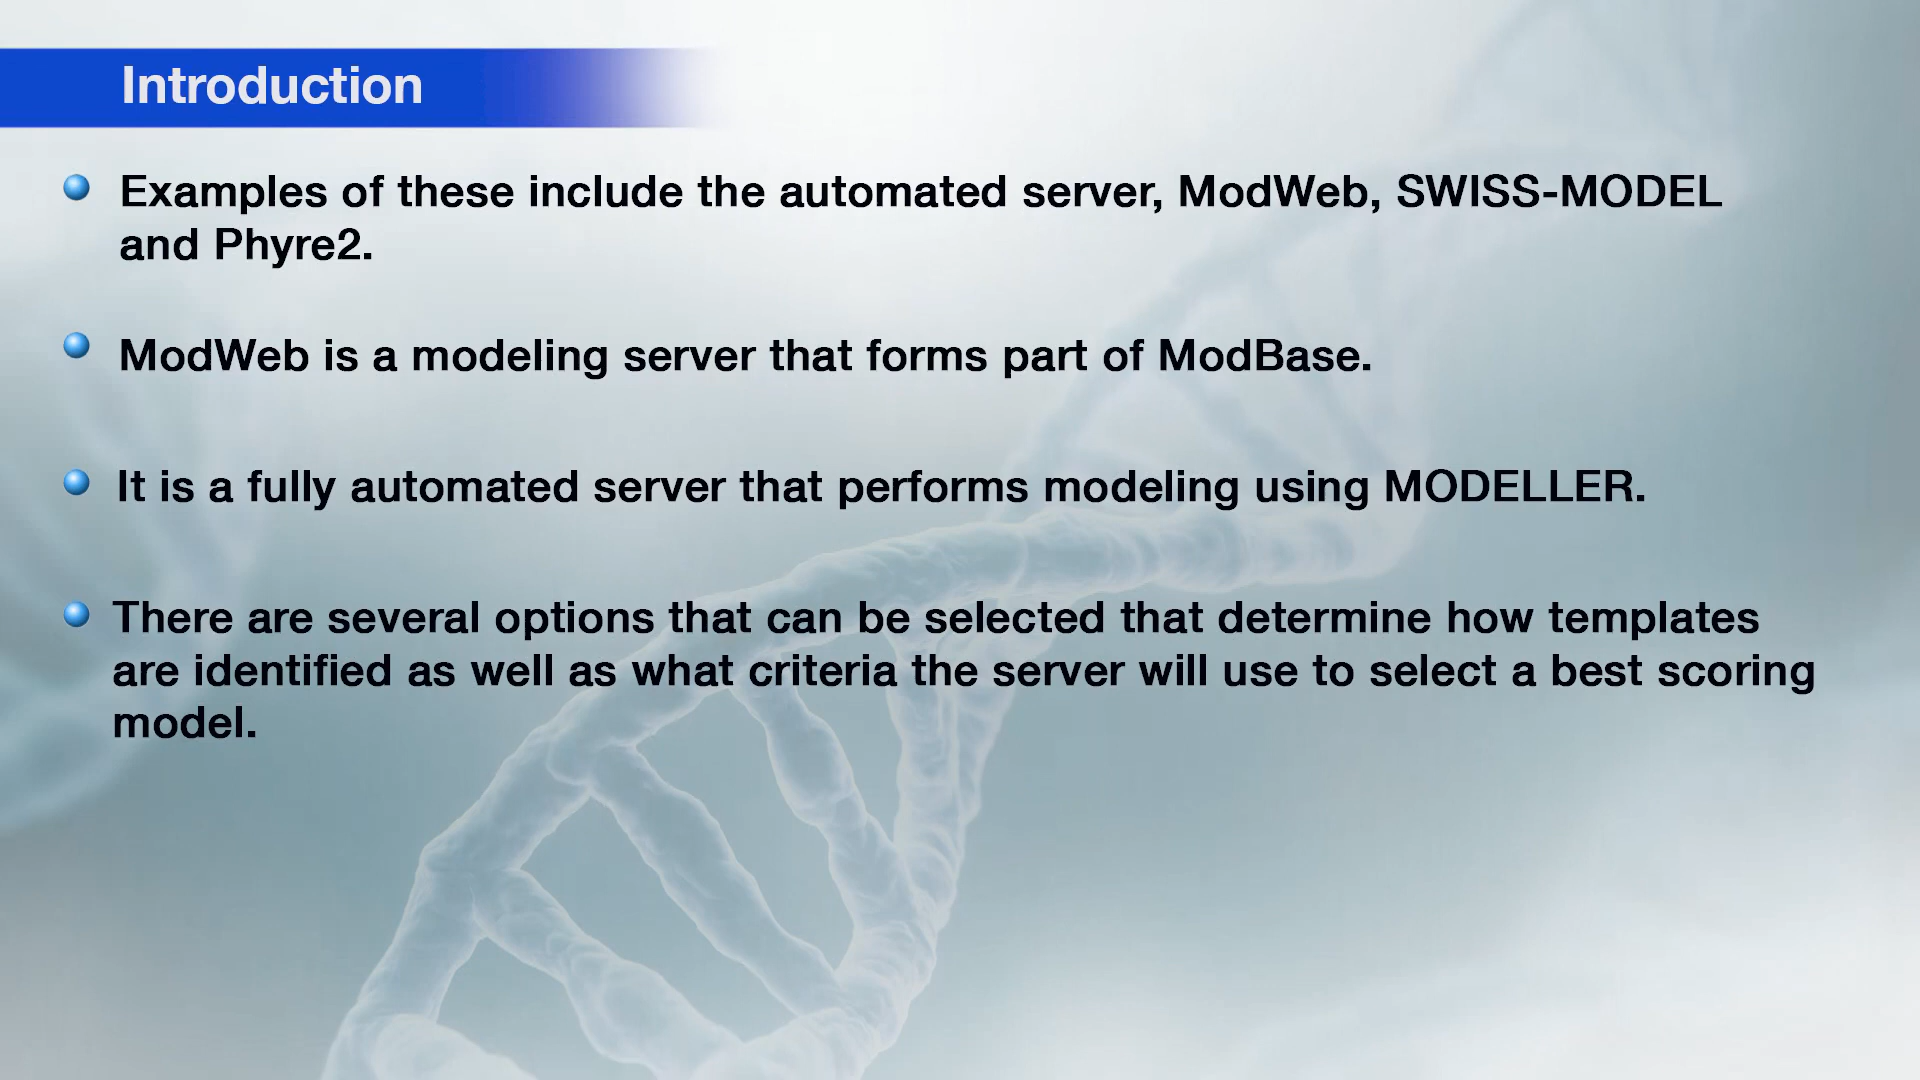 Introduction
Examples of these include the automated server, ModWeb, SWISS-MODEL
and Phyre2.
ModWeb is a modeling server that forms part of ModBase.
It is a fully automated server that performs modeling using MODELLER.
There are several options that can be selected that determine how templates
are identified as well as what criteria the server will use to select a best scoring
model.